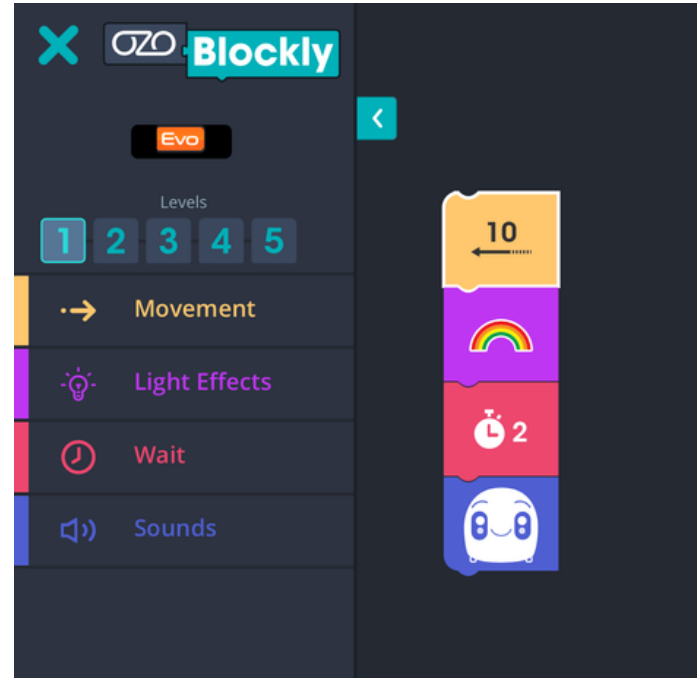 OZO Blockly
Evo
Levels
1 2 3 4 5
Movement
Light Effects
Wait
Sounds
10
2